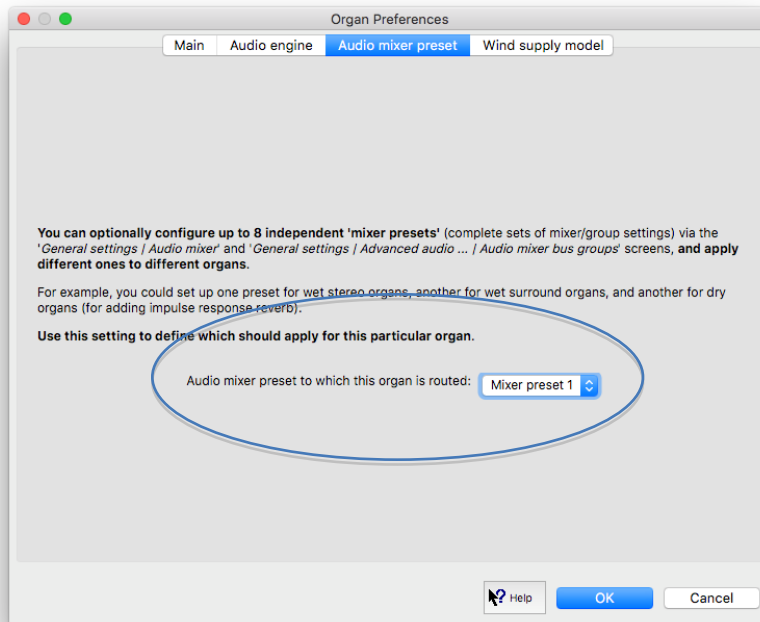 Organ Preferences
Main Audio engine Audio mixer preset Wind supply model
You can optionally configure up to 8 independent 'mixer presets' (complete sets of mixer/group settings) via the
'General settings | Audio mixer' and 'General settings | Advanced audio ... | Audio mixer bus groups' screens, and apply
different ones to different organs.
For example, you could set up one preset for wet stereo organs, another for wet surround organs, and another for dry
organs (for adding impulse response reverb).
Use this setting to define which should apply for this particular organ.
Audio mixer preset to which this organ is routed: Mixer preset 1
? Help OK Cancel